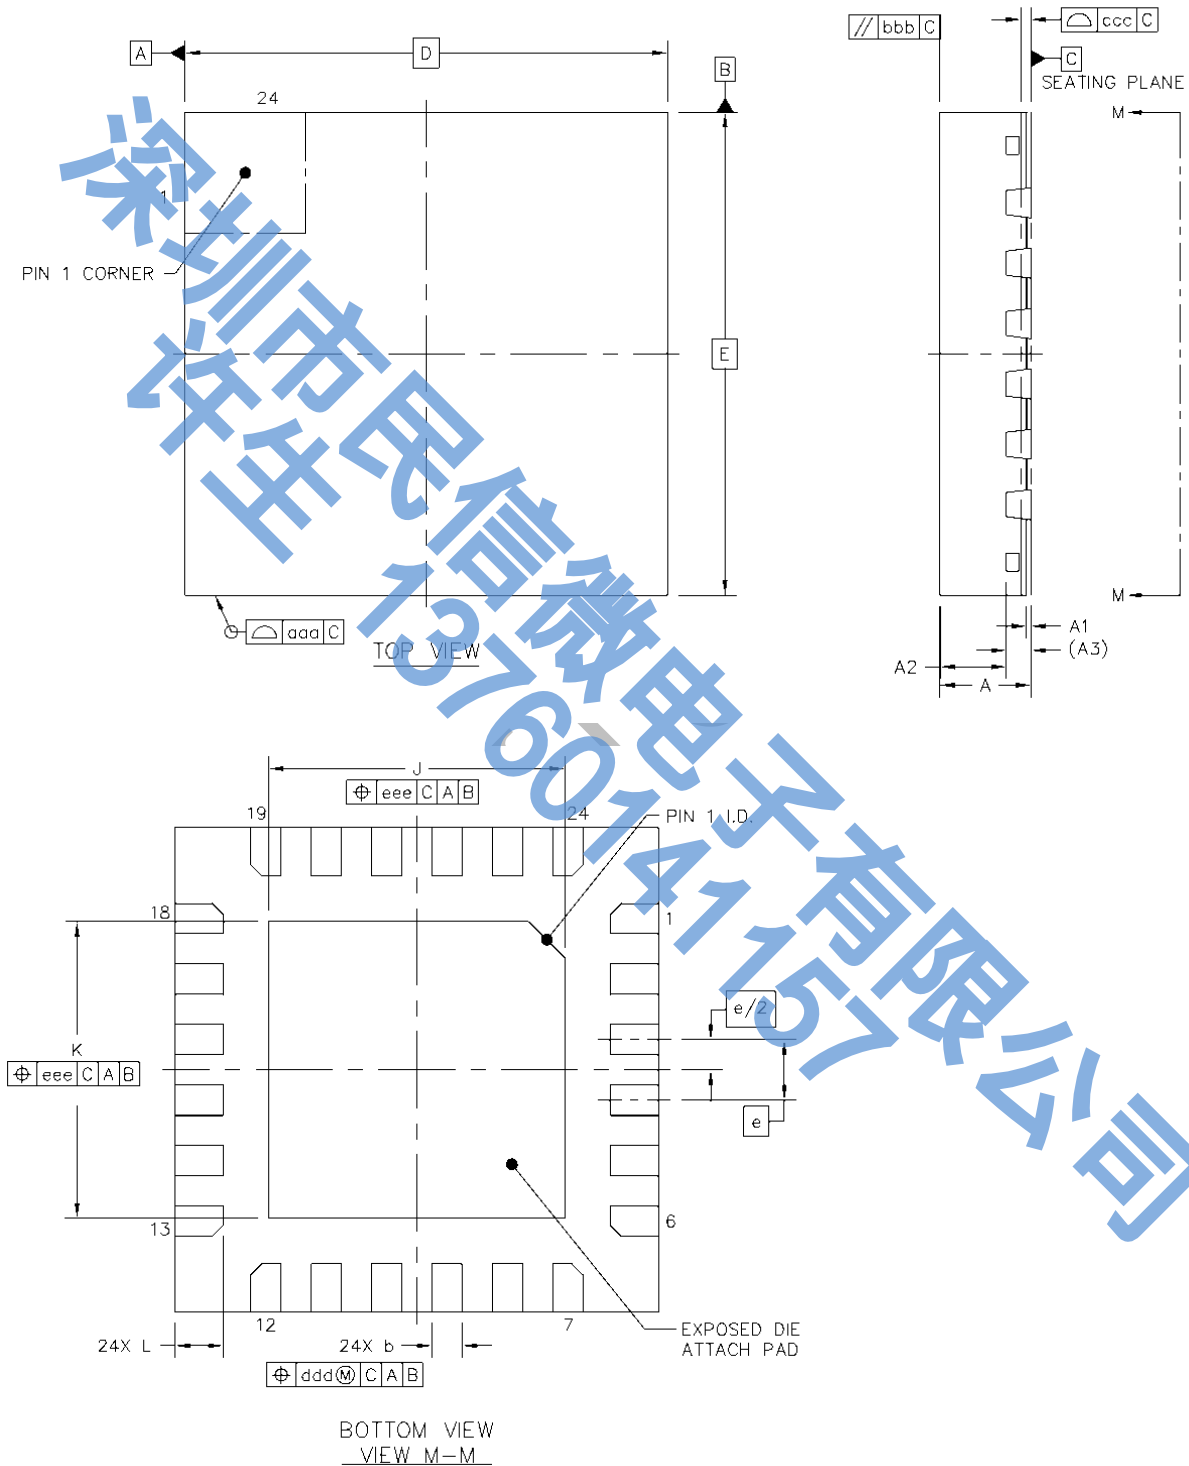 A
D
B
24
1
PIN 1 CORNER
E
aaa C
TOP VIEW
// bbb C
ccc C
C
SEATING PLANE
M
M
A1
(A3)
A2
A
深圳市民信微电子有限公司
许生 13760141157
J
eee C A B
19
24
PIN 1 I.D.
18
1
K
eee C A B
e/2
e
13
6
12
7
24X L
24X b
ddd Ⓜ C A B
EXPOSED DIE
ATTACH PAD
BOTTOM VIEW
VIEW M-M